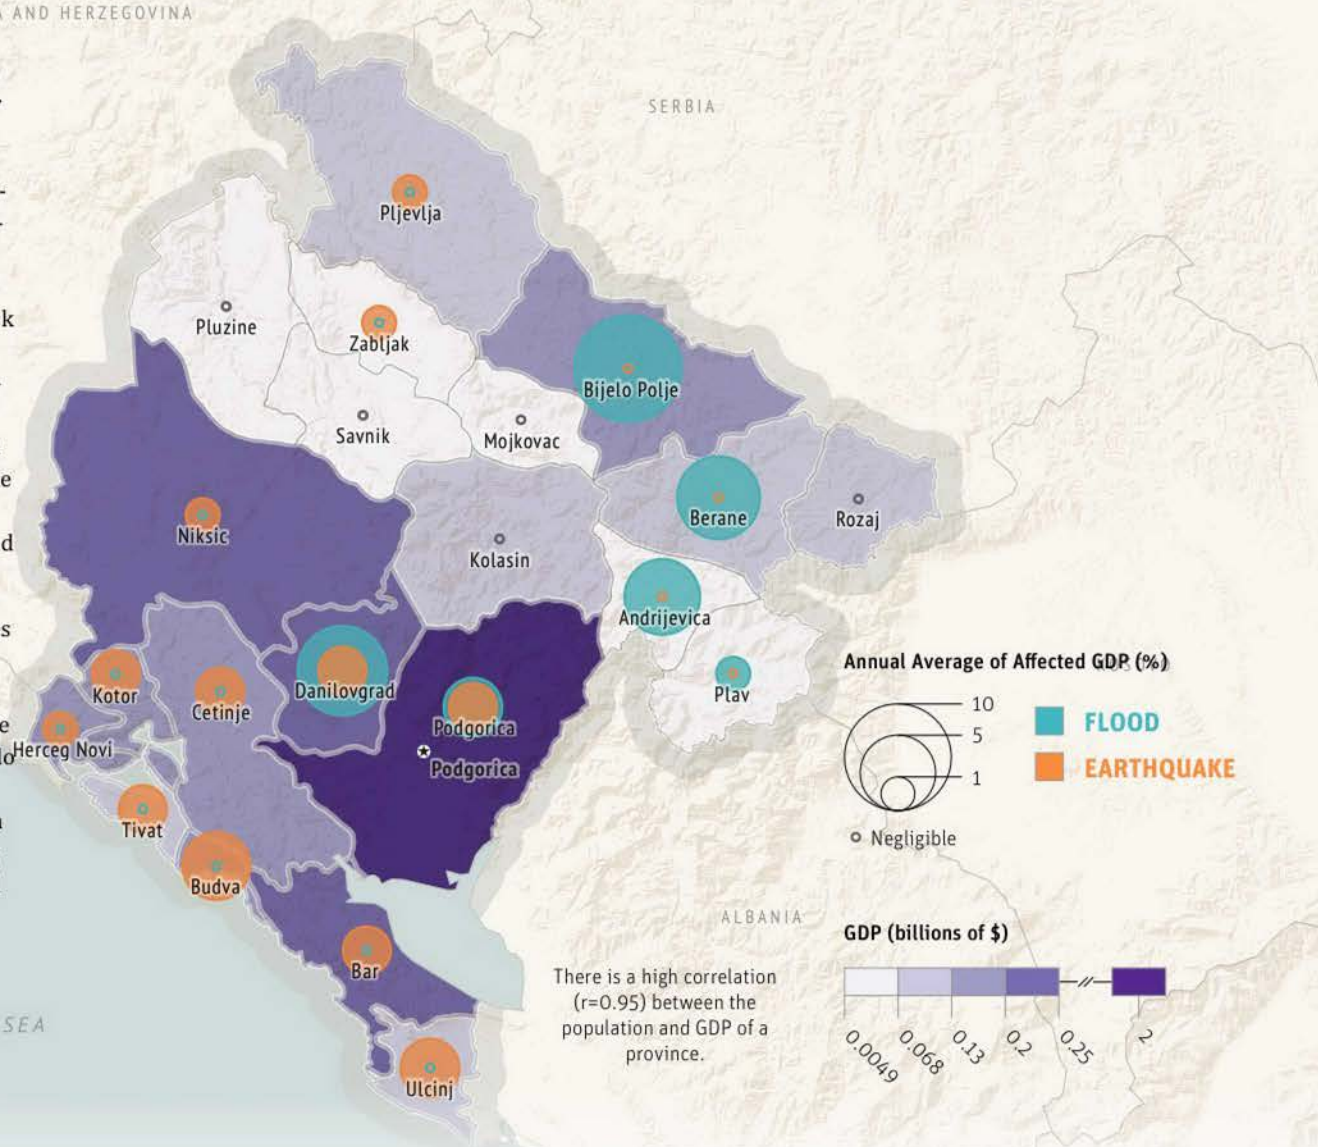 AND HERZEGOVINA
SERBIA
Pljevlja
k
Pluzine
Zabljak
Bijelo Polje
Savnik
Mojkovac
e
Berane
Rozaj
Niksic
d
Kolasin
Andrijevica
s
Annual Average of Affected GDP (%)
Kotor
Danilovgrad
Plav
Cetinje
10
5
1
FLOOD
EARTHQUAKE
Negligible
e
Podgorica
Herceg Novi
lo
Podgorica
Tivat
Budva
ALBANIA
GDP (billions of $)
Bar
There is a high correlation
(r=0.95) between the
population and GDP of a
province.
0.0049
0.068
0.13
0.2
0.25
2
SEA
Ulcinj